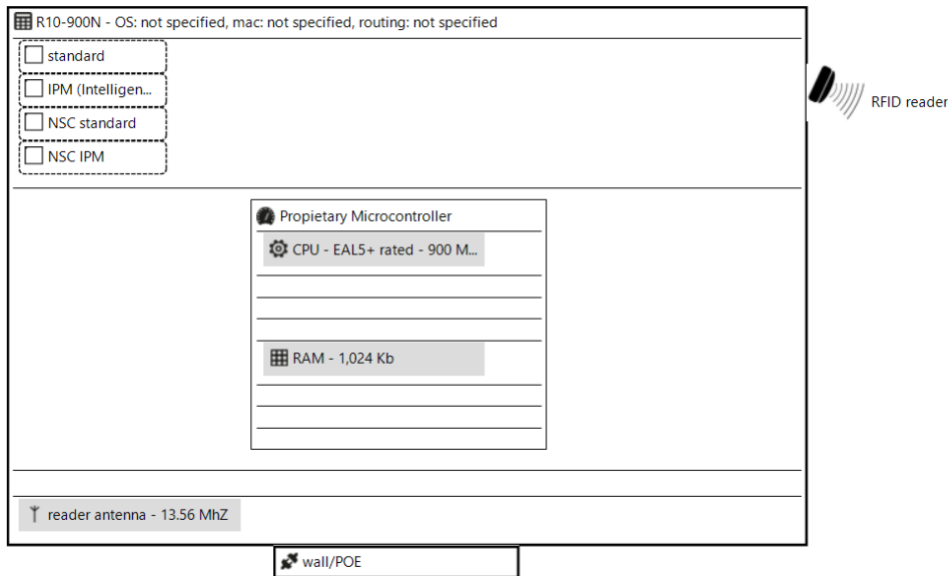 R10-900N - OS: not specified, mac: not specified, routing: not specified
standard
IPM (Intelligen...
NSC standard
NSC IPM
RFID reader
Propietary Microcontroller
CPU - EAL5+ rated - 900 M...
RAM - 1,024 Kb
reader antenna - 13.56 MhZ
wall/POE